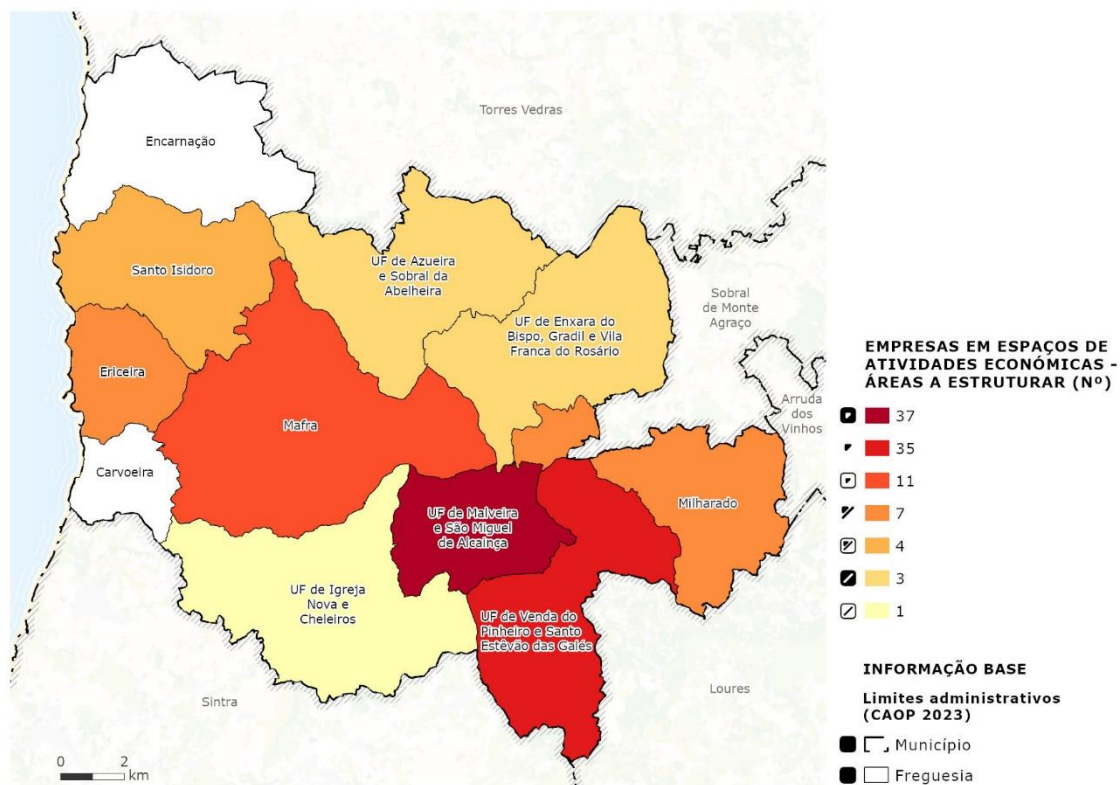 Torres Vedras
Encarnação
UF de Azueira
e Sobral da
Abelheira
Santo Isidoro
Sobral
de Monte
Agraço
UF de Enxara do
Bispo, Gradil e Vila
Franca do Rosário
Ericeira
Arruda
dos
Vinhos
Mafra
Carvoeira
Milharado
UF de Malveira
e São Miguel
de Alcainça
UF de Igreja
Nova e
Cheleiros
UF de Venda do
Pinheiro e Santo
Estêvão das Galés
Sintra
Loures
0 2
km
EMPRESAS EM ESPAÇOS DE
ATIVIDADES ECONÓMICAS -
ÁREAS A ESTRUTURAR (Nº)
37
35
11
7
4
3
1
INFORMAÇÃO BASE
Limites administrativos
(CAOP 2023)
Município
Freguesia